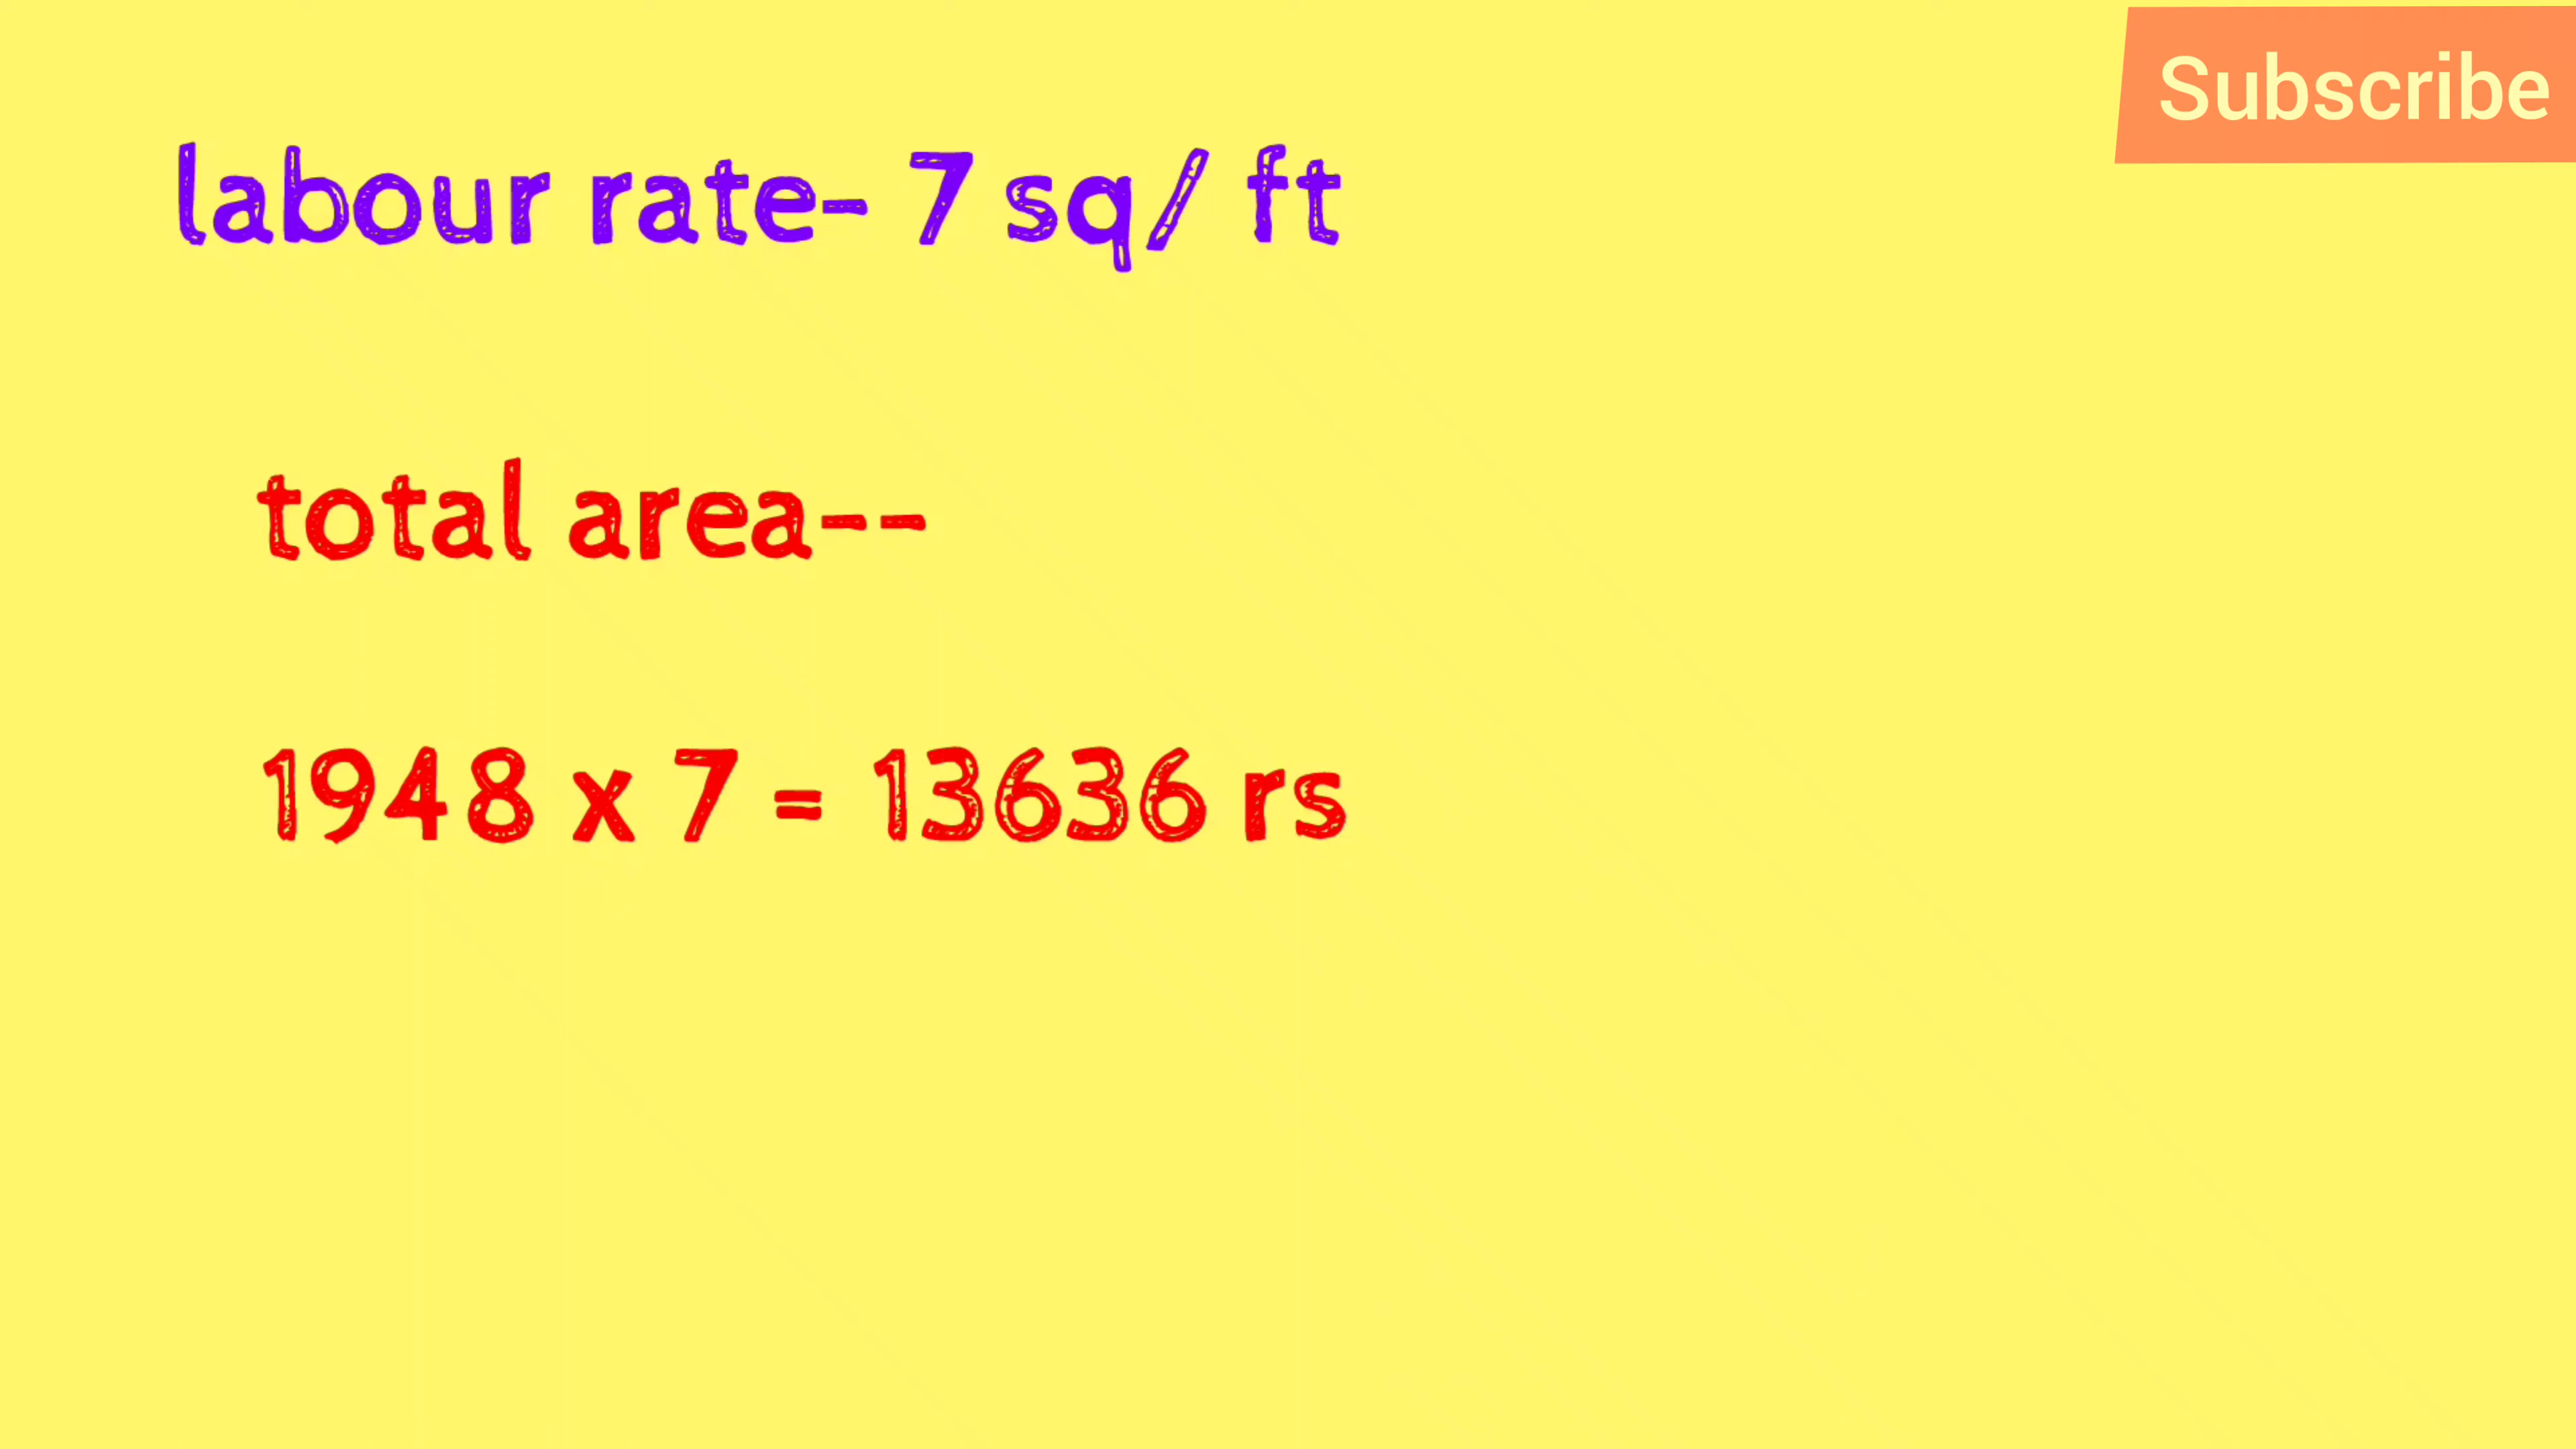 Subscribe
labour rate- 7 sq/ ft
total area--
1948 x 7 = 13636 rs